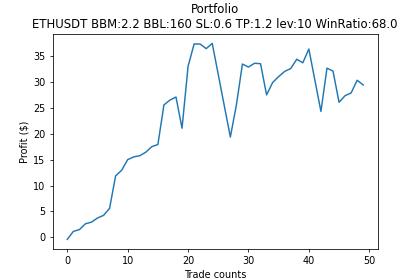 Portfolio
ETHUSDT BBM:2.2 BBL:160 SL:0.6 TP:1.2 lev:10 WinRatio:68.0
35
30
25
20
15
10
5
0
Profit ($)
0 10 20 30 40 50
Trade counts